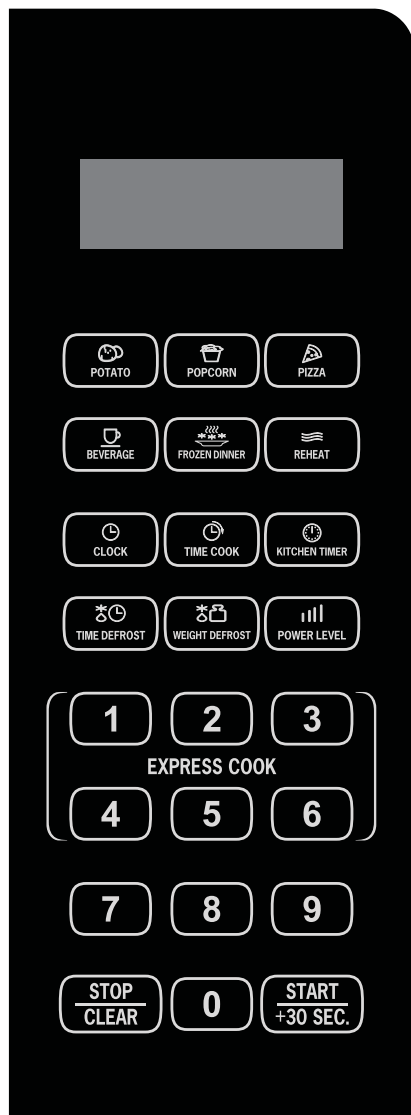 POTATO POPCORN PIZZA
BEVERAGE FROZEN DINNER REHEAT
CLOCK TIME COOK KITCHEN TIMER
TIME DEFROST WEIGHT DEFROST POWER LEVEL
1 2 3
EXPRESS COOK
4 5 6
7 8 9
STOP
CLEAR
0
START
+30 SEC.